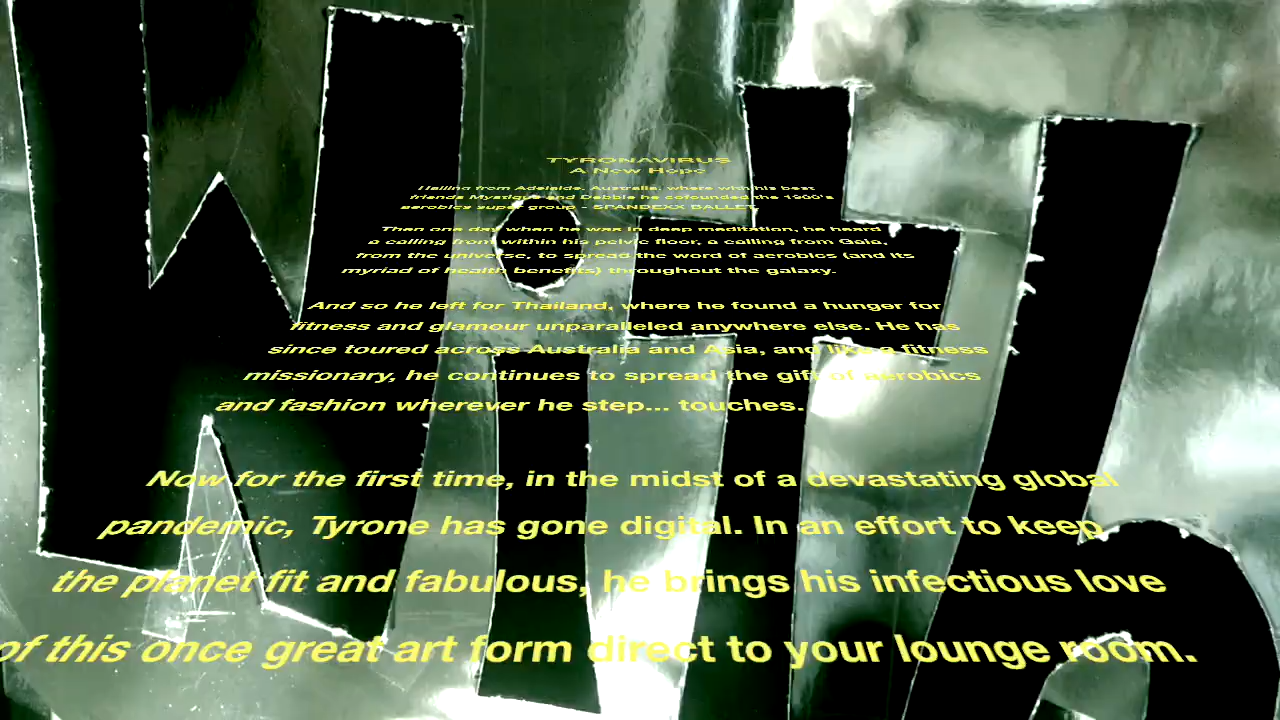 With
TYRONAVIRUS
A New Hope
Hailing from Adelaide, Australia, where with his best
friends Mystique and Debbie he cofounded the 1980's
aerobics super group - SPANDEXX BALLET.
Then one day when he was in deep meditation, he heard
a calling from within his pelvic floor, a calling from Gaia,
from the universe, to spread the word of aerobics (and its
myriad of health benefits) throughout the galaxy.
And so he left for Thailand, where he found a hunger for
fitness and glamour unparalleled anywhere else. He has
since toured across Australia and Asia, and like a fitness
missionary, he continues to spread the gift of aerobics
and fashion wherever he step... touches.
Now for the first time, in the midst of a devastating global
pandemic, Tyrone has gone digital. In an effort to keep
the planet fit and fabulous, he brings his infectious love
of this once great art form direct to your lounge room.